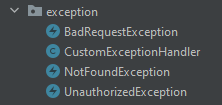 exception
BadRequestException
CustomExceptionHandler
NotFoundException
UnauthorizedException